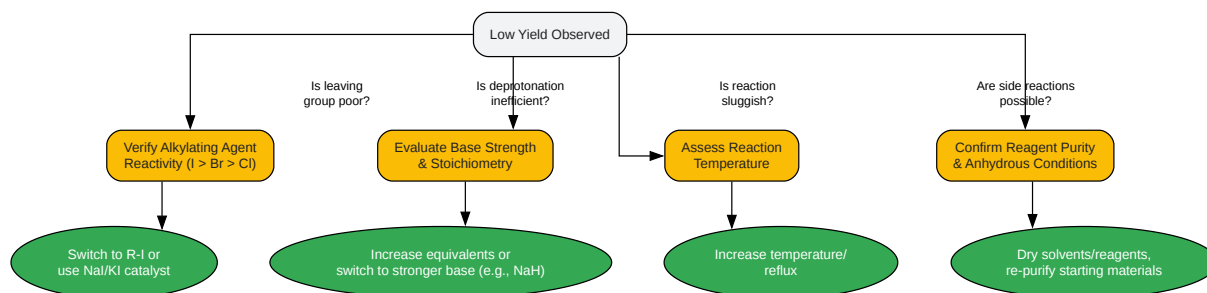 Low Yield Observed
Is leaving
group poor?
Is deprotonation
inefficient?
Is reaction
sluggish?
Are side reactions
possible?
Verify Alkylating Agent
Reactivity (I > Br > Cl)
Evaluate Base Strength
& Stoichiometry
Assess Reaction
Temperature
Confirm Reagent Purity
& Anhydrous Conditions
Switch to R-I or
use NaI/KI catalyst
Increase equivalents or
switch to stronger base (e.g., NaH)
Increase temperature/
reflux
Dry solvents/reagents,
re-purify starting materials